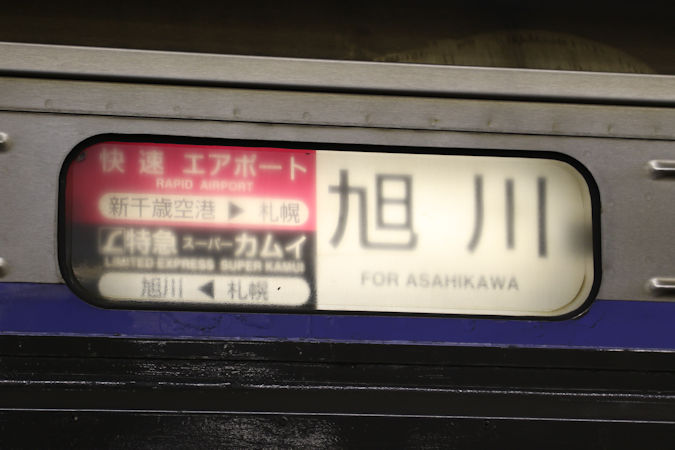 快速 エアポート
RAPID AIRPORT
新千歳空港 ▶ 札幌
特急 スーパーカムイ
LIMITED EXPRESS SUPER KAMUI
旭川 ◀ 札幌
旭川
FOR ASAHIKAWA